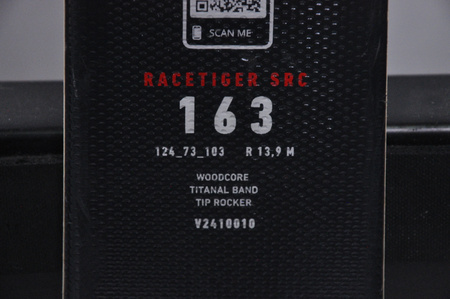 SCAN ME
RACETIGER SRC
163
124_73_103 R 13,9 M
WOODCORE
TITANAL BAND
TIP ROCKER
V2410010